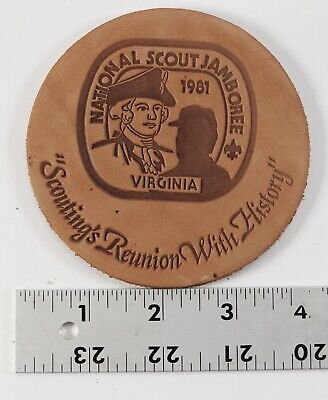 NATIONAL SCOUT JAMBOREE
1981
VIRGINIA
"Scouting's Reunion With History"
1 2 3 4
23 22 21 20